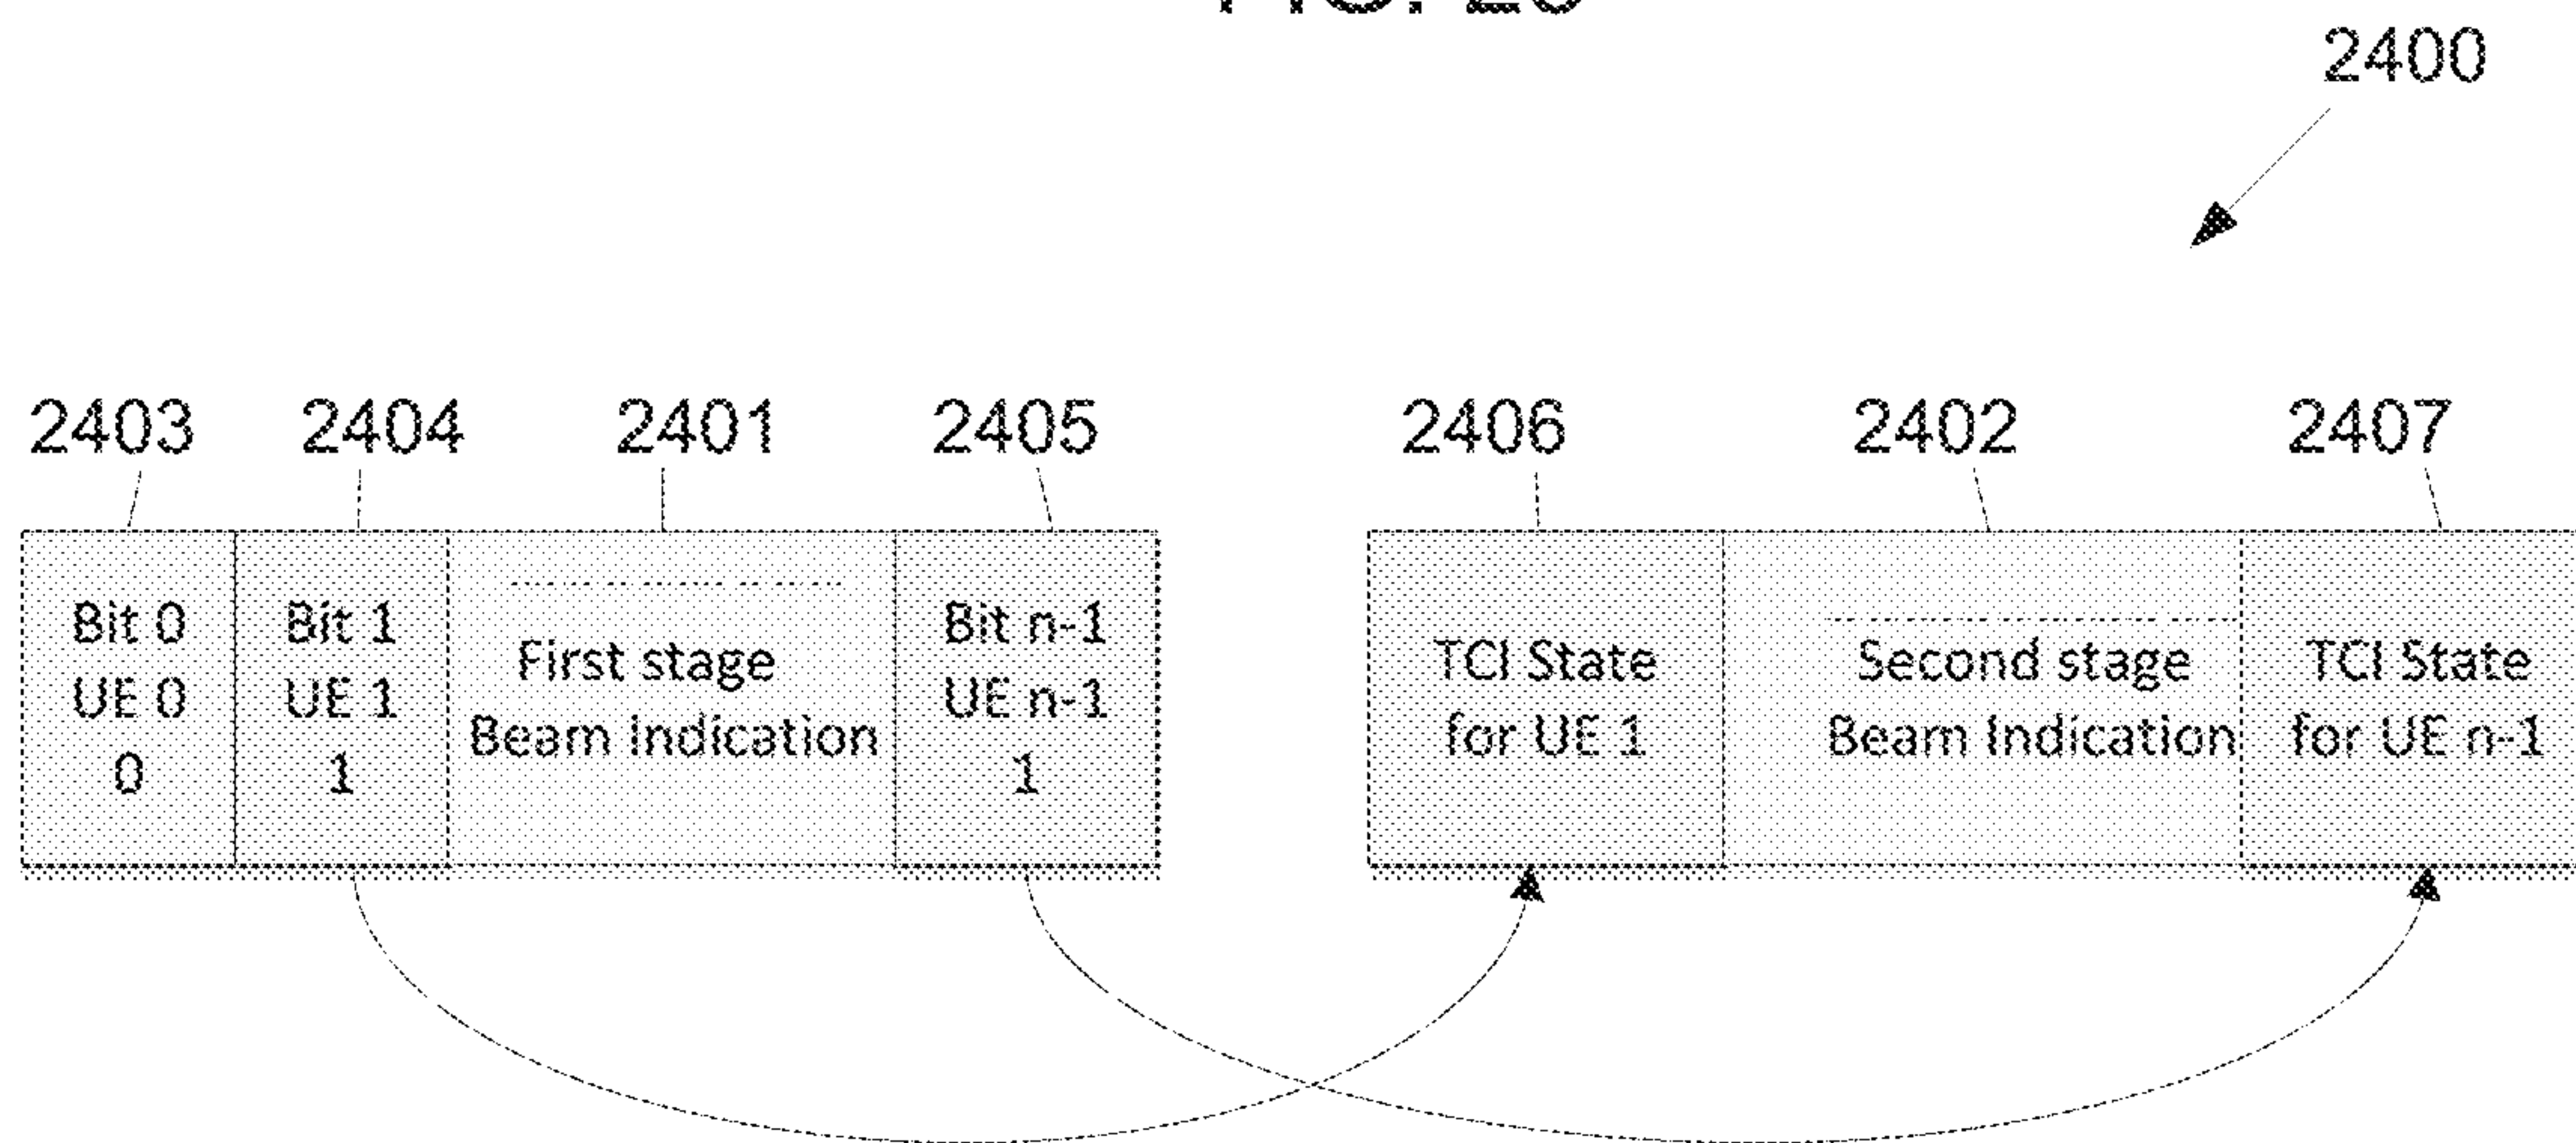 2400
2403 2404 2401 2405 2406 2402 2407
Bit 0
UE 0
0
Bit 1
UE 1
1
First stage
Beam Indication
Bit n-1
UE n-1
1
TCI State
for UE 1
Second stage
Beam Indication
TCI State
for UE n-1